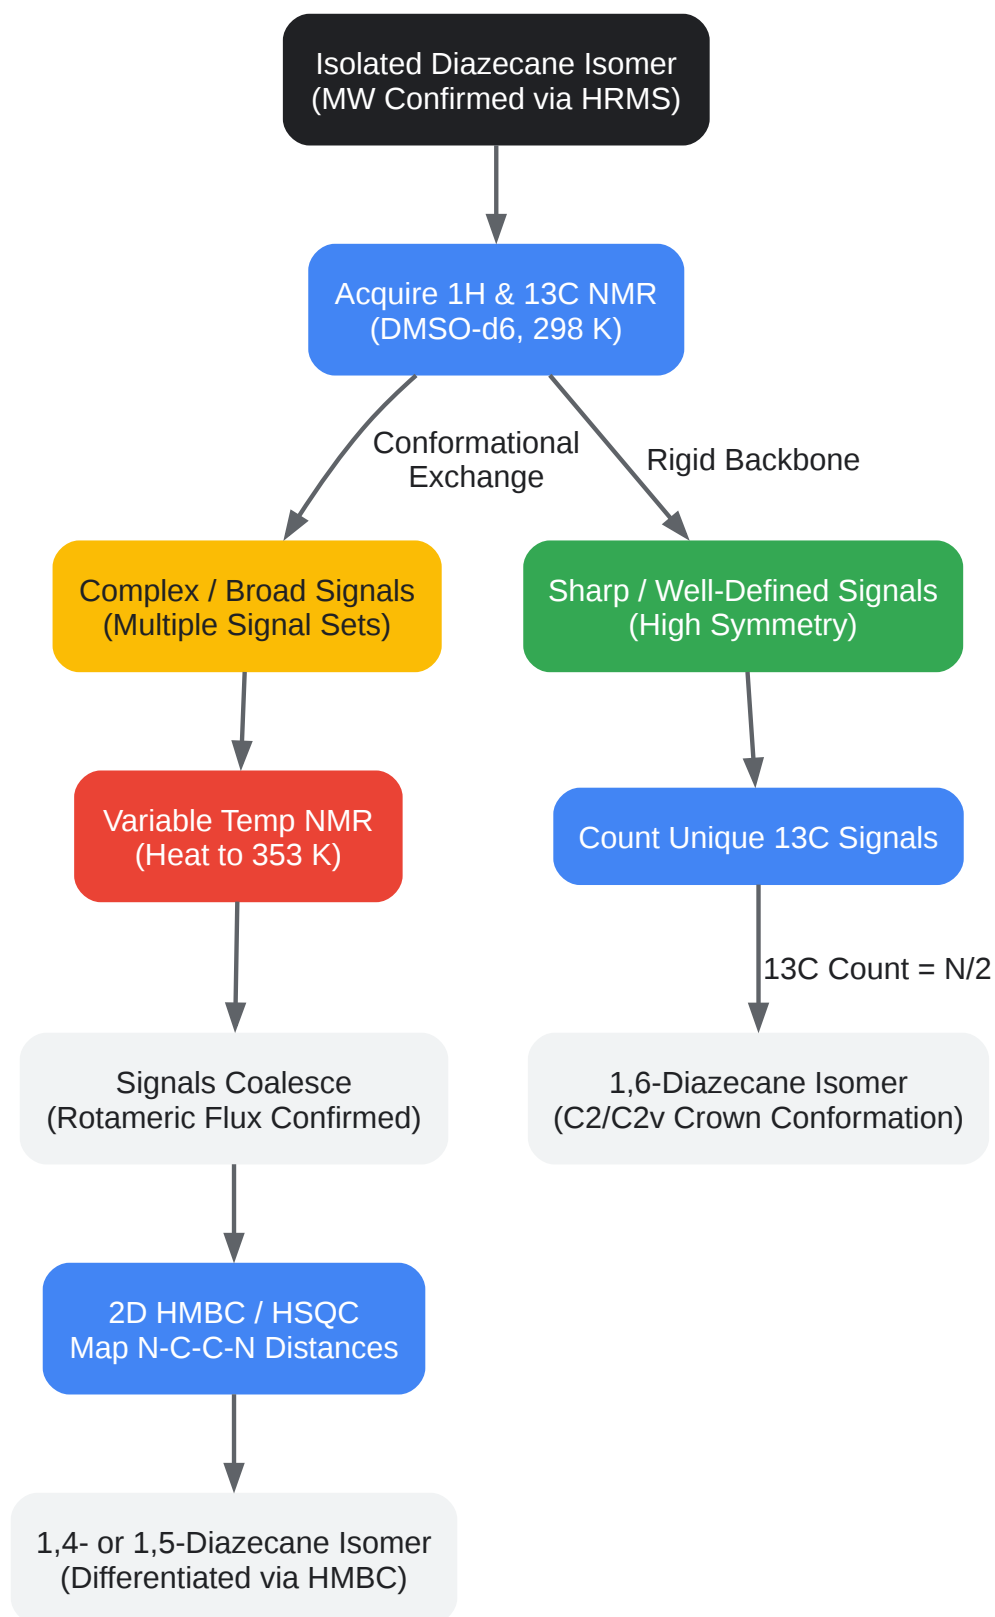 Isolated Diazecane Isomer
(MW Confirmed via HRMS)
Acquire 1H & 13C NMR
(DMSO-d6, 298 K)
Conformational
Exchange
Rigid Backbone
Complex / Broad Signals
(Multiple Signal Sets)
Sharp / Well-Defined Signals
(High Symmetry)
Variable Temp NMR
(Heat to 353 K)
Count Unique 13C Signals
13C Count = N/2
Signals Coalesce
(Rotameric Flux Confirmed)
1,6-Diazecane Isomer
(C2/C2v Crown Conformation)
2D HMBC / HSQC
Map N-C-C-N Distances
1,4- or 1,5-Diazecane Isomer
(Differentiated via HMBC)